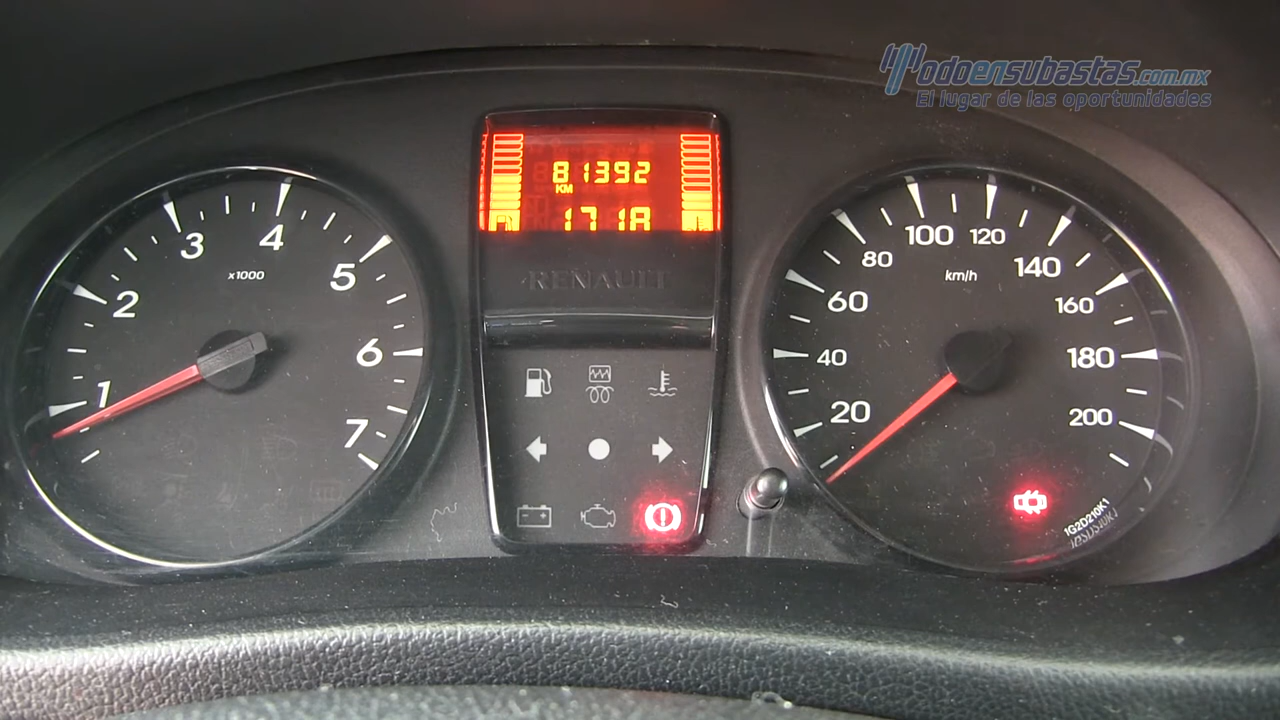 Todoensubastas.com.mx
El lugar de las oportunidades
81392
KM
171A
RENAULT
1
2
3
4
5
6
7
x1000
20
40
60
80
100
120
140
160
180
200
km/h
1G2D210K1